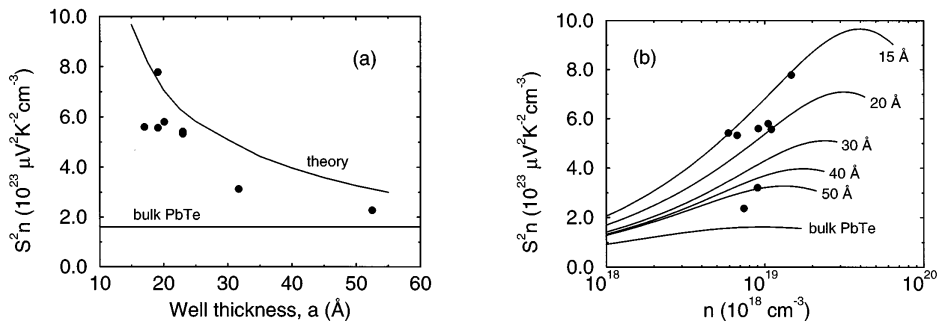 10.0
8.0
6.0
4.0
2.0
0.0
S²n (10²³ μV²K⁻²cm⁻³)
(a)
theory
bulk PbTe
10 20 30 40 50 60
Well thickness, a (Å)
10.0
8.0
6.0
4.0
2.0
0.0
S²n (10²³ μV²K⁻²cm⁻³)
(b)
15 Å
20 Å
30 Å
40 Å
50 Å
bulk PbTe
10¹⁸ 10¹⁹ 10²⁰
n (10¹⁸ cm⁻³)